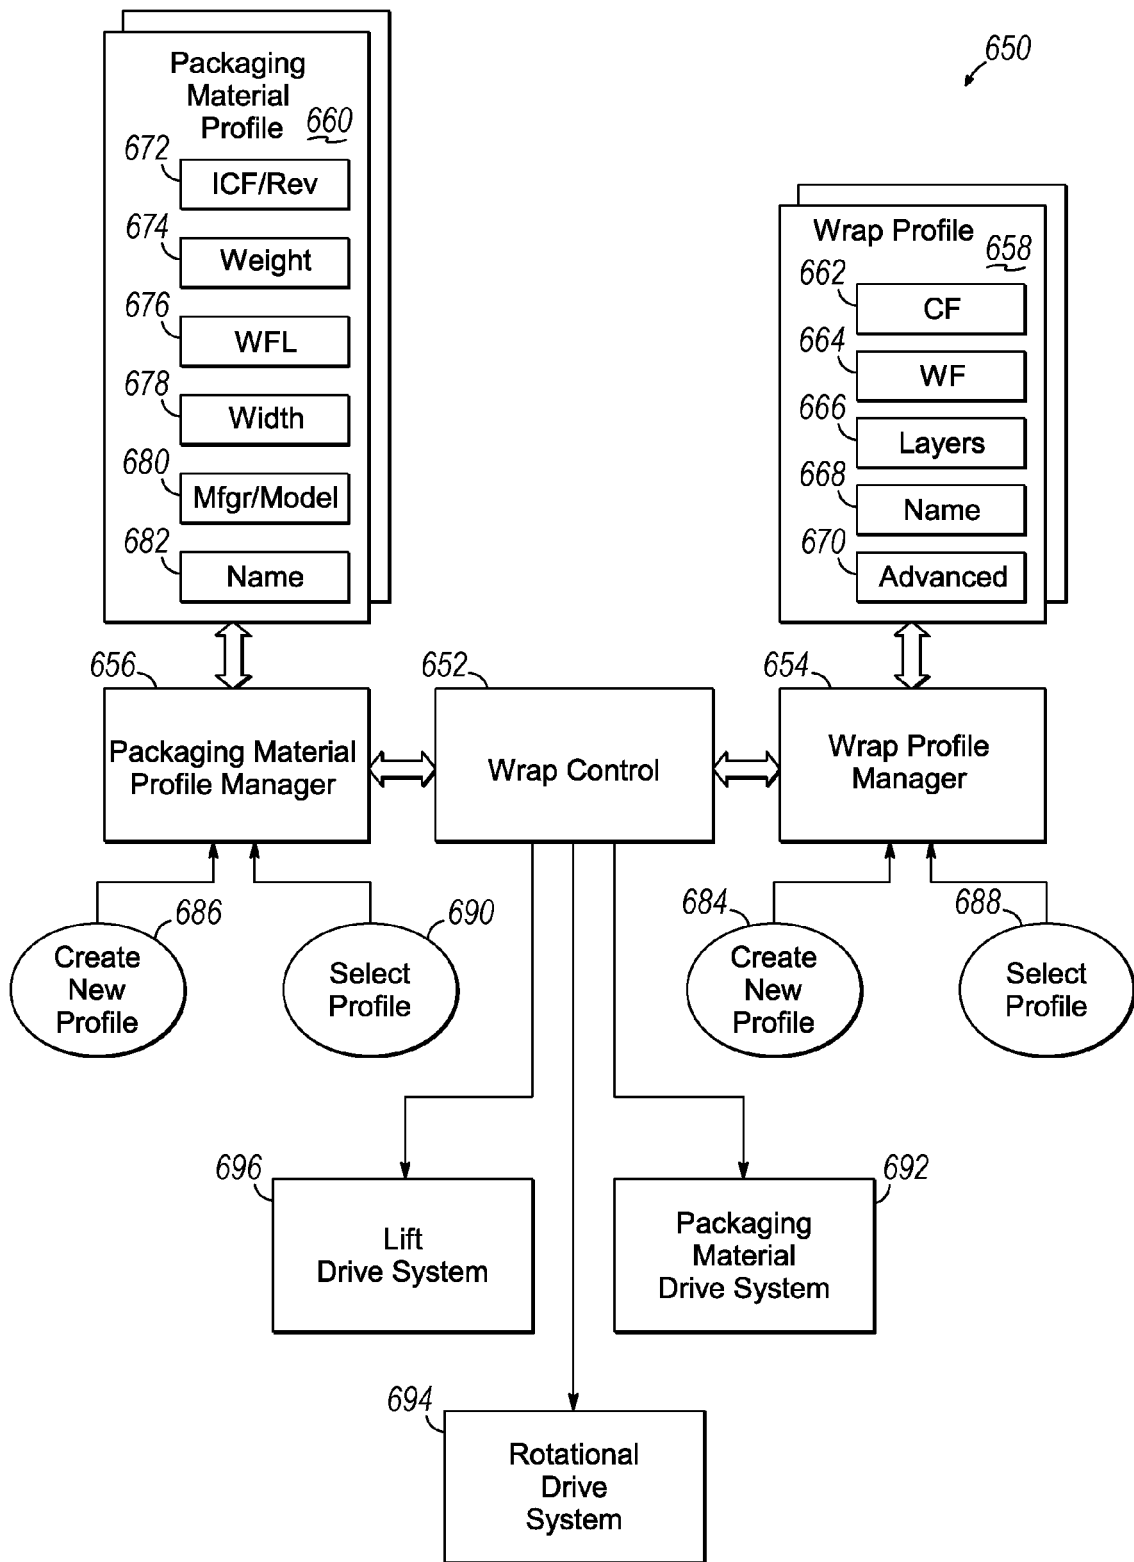 650
Packaging
Material
Profile
660
672
ICF/Rev
674
Weight
676
WFL
678
Width
680
Mfgr/Model
682
Name
Wrap Profile
658
662
CF
664
WF
666
Layers
668
Name
670
Advanced
656
Packaging Material
Profile Manager
652
Wrap Control
654
Wrap Profile
Manager
686
Create
New
Profile
690
Select
Profile
684
Create
New
Profile
688
Select
Profile
696
Lift
Drive System
692
Packaging
Material
Drive System
694
Rotational
Drive
System